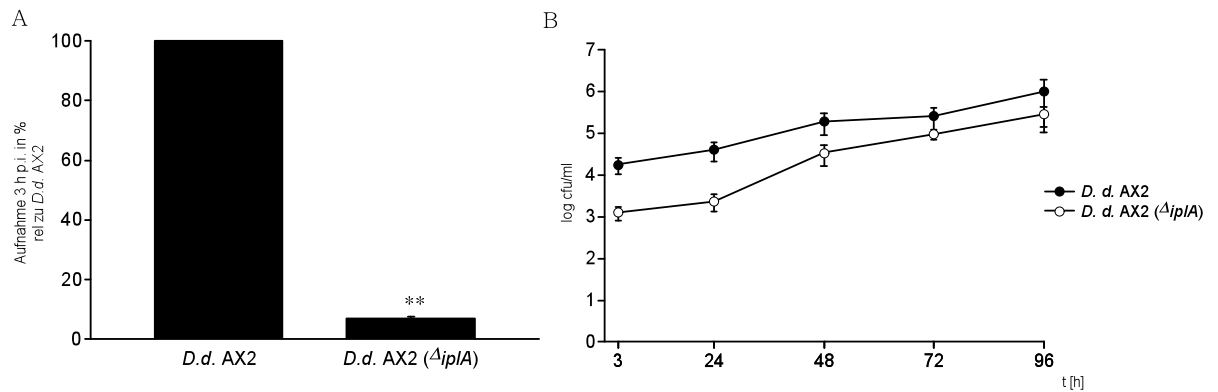 A
100
80
60
40
20
0
Aufnahme 3 h p.i. in %
rel zu D.d. AX2
**
D.d. AX2
D.d. AX2 (ΔiplA)
B
7
6
5
4
3
2
1
0
log cfu/ml
3 24 48 72 96
t [h]
D. d. AX2
D. d. AX2 (ΔiplA)